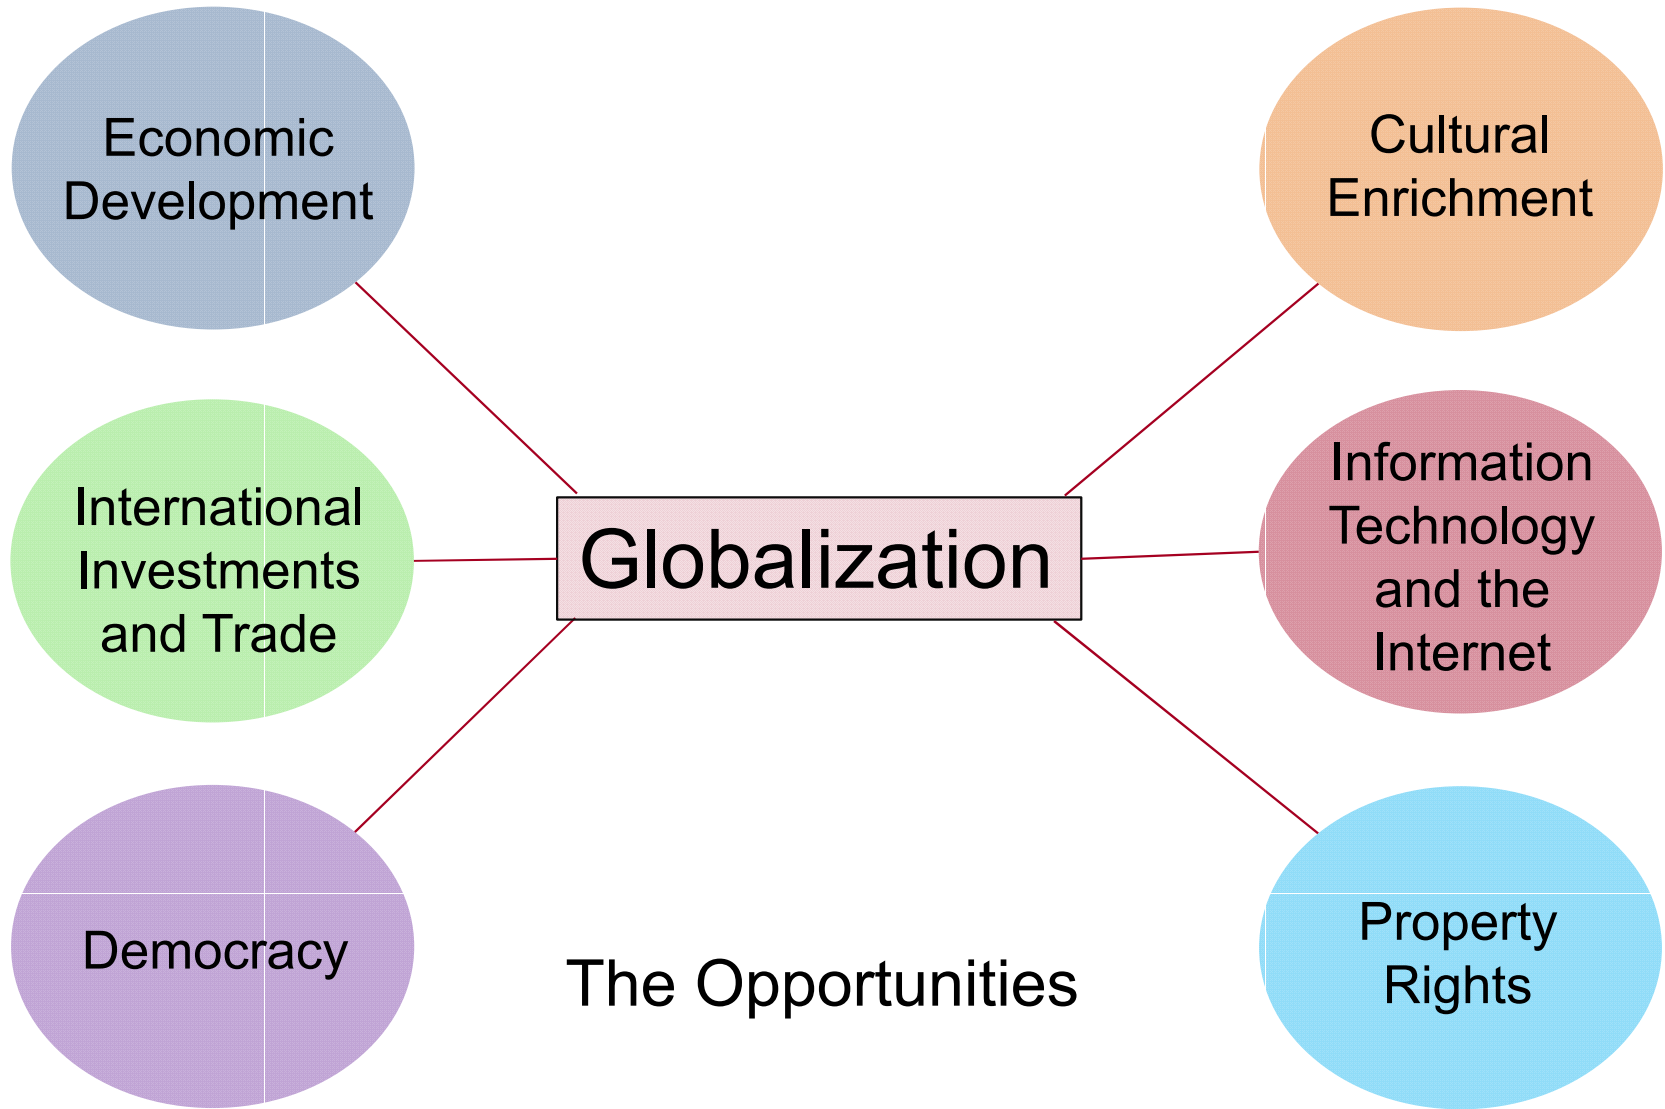 Economic
Development
Cultural
Enrichment
International
Investments
and Trade
Globalization
Information
Technology
and the
Internet
Democracy
The Opportunities
Property
Rights